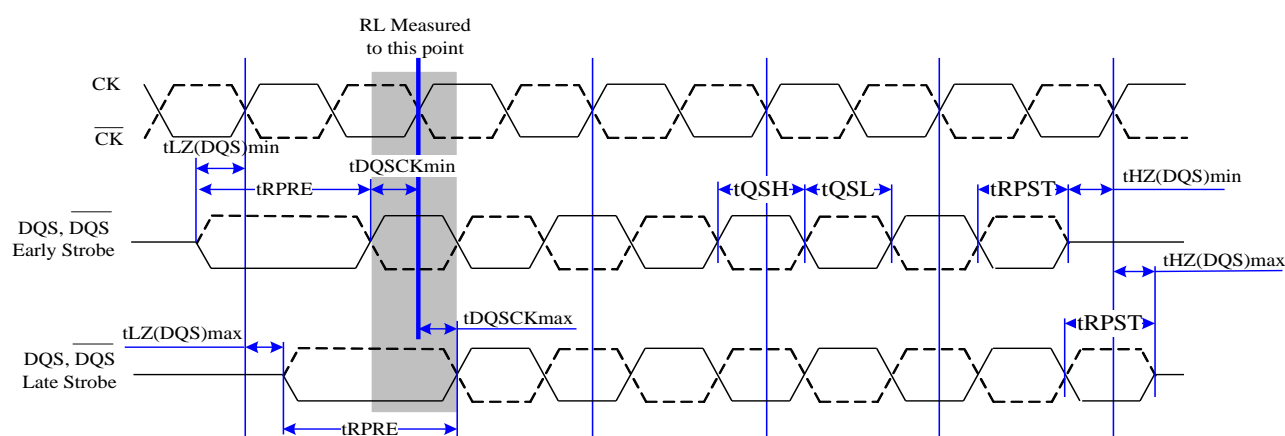 RL Measured
to this point
CK
CK
tLZ(DQS)min
tDQSCKmin
tRPRE
tQSH
tQSL
tRPST
tHZ(DQS)min
DQS, DQS
Early Strobe
tHZ(DQS)max
tDQSCKmax
tLZ(DQS)max
tRPST
DQS, DQS
Late Strobe
tRPRE